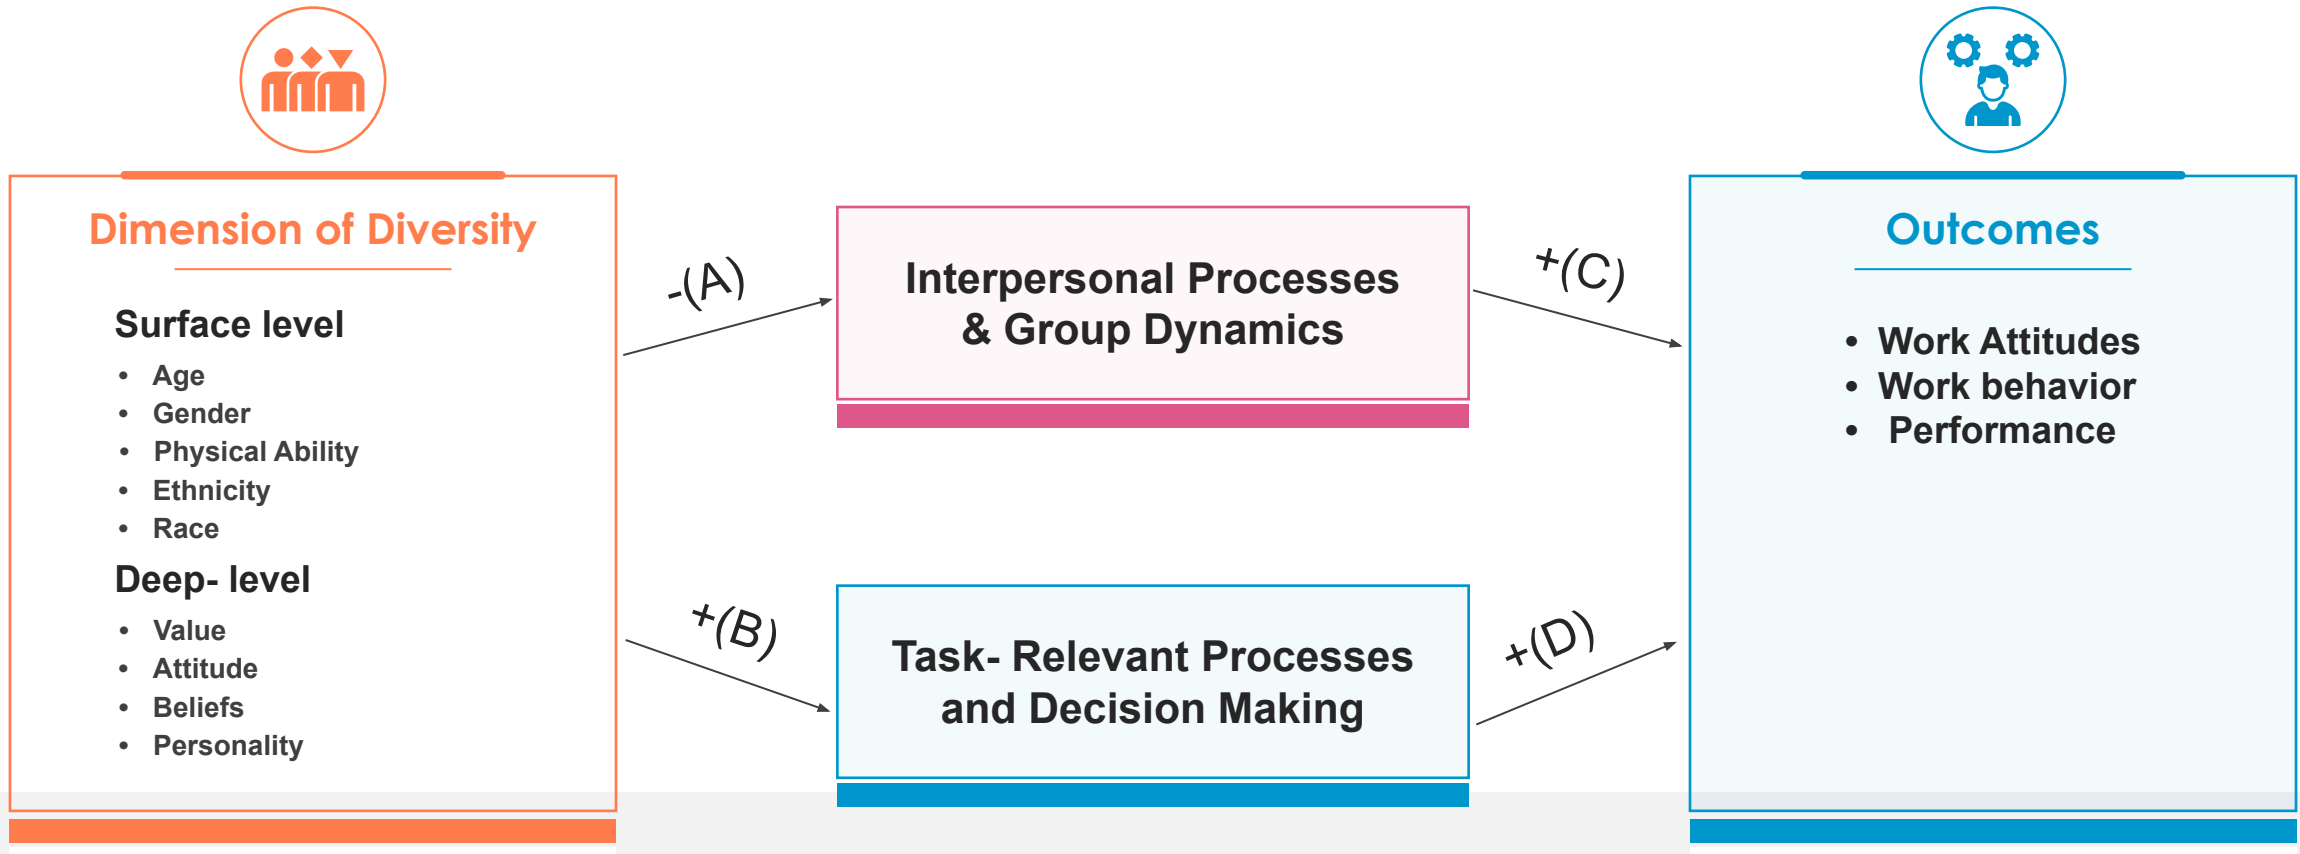 Dimension of Diversity
Surface level
• Age
• Gender
• Physical Ability
• Ethnicity
• Race
Deep- level
• Value
• Attitude
• Beliefs
• Personality
-(A)
+(B)
Interpersonal Processes
& Group Dynamics
Task- Relevant Processes
and Decision Making
+(C)
+(D)
Outcomes
• Work Attitudes
• Work behavior
• Performance